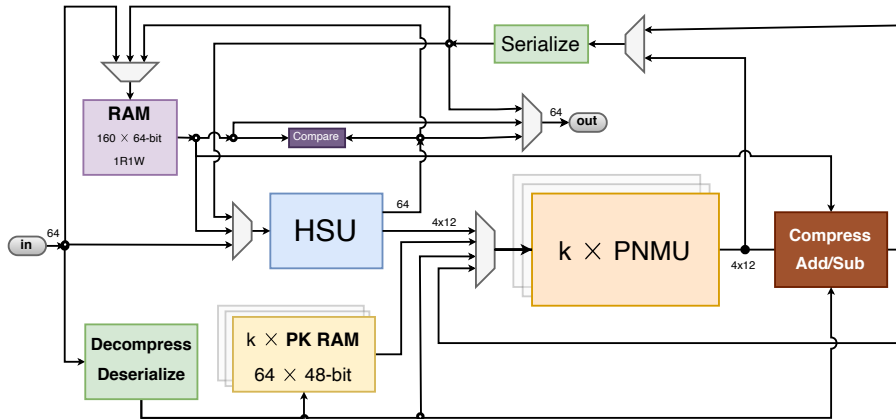 Serialize
RAM
160 × 64-bit
1R1W
Compare
64
out
64
in
HSU
64
4x12
k × PNMU
4x12
Compress
Add/Sub
Decompress
Deserialize
k × PK RAM
64 × 48-bit